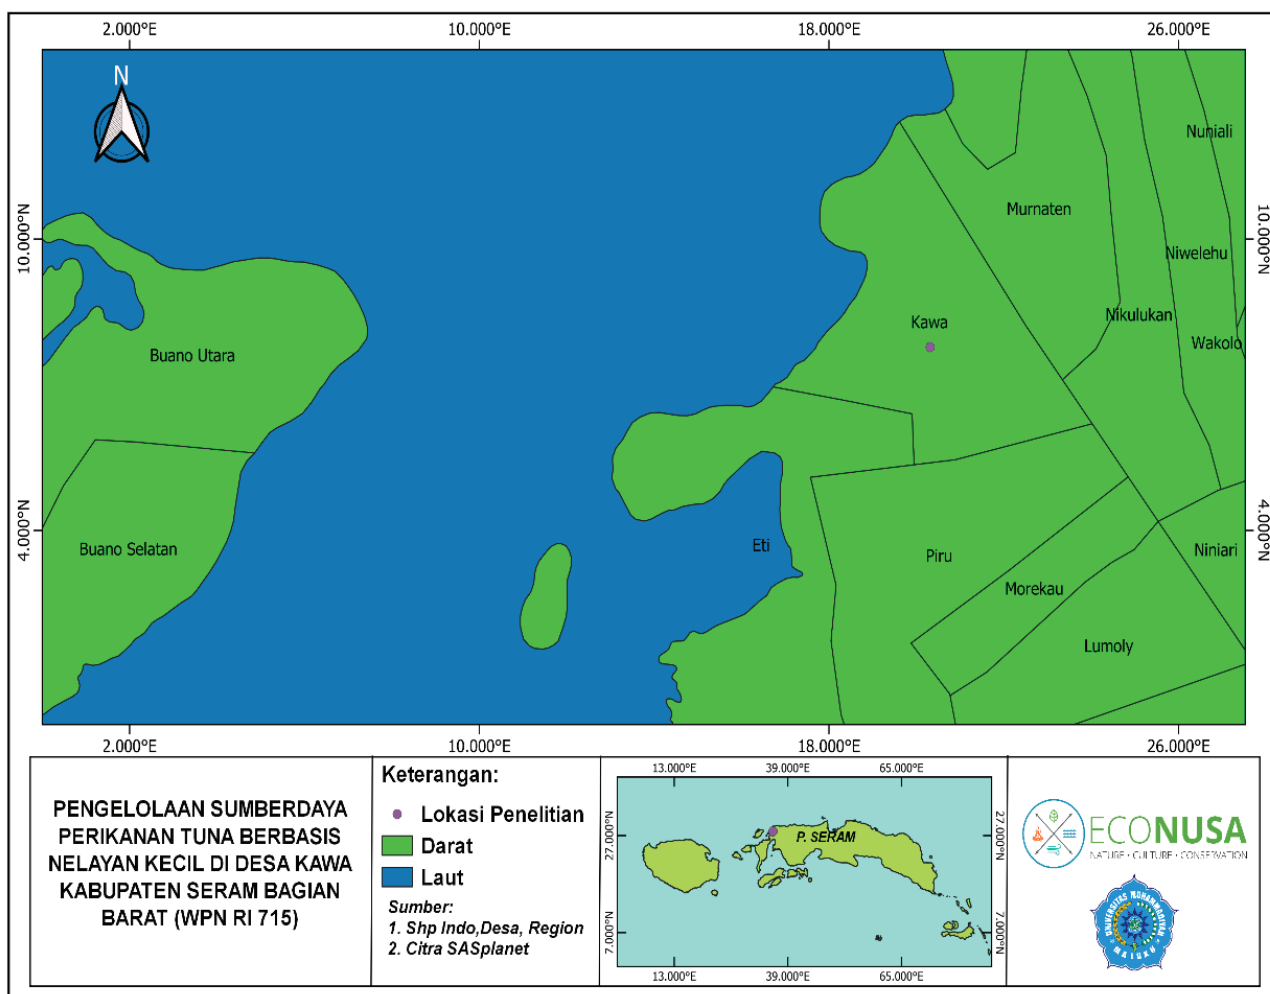 2.000°E 10.000°E 18.000°E 26.000°E
N
10.000°N
4.000°N
10.000°N
4.000°N
Nuniali
Murnaten
Niwelehu
Nikulukan
Wakolo
Kawa
Buano Utara
Buano Selatan
Eti
Piru
Niniari
Morekau
Lumoly
2.000°E 10.000°E 18.000°E 26.000°E
PENGELOLAAN SUMBERDAYA
PERIKANAN TUNA BERBASIS
NELAYAN KECIL DI DESA KAWA
KABUPATEN SERAM BAGIAN
BARAT (WPN RI 715)
Keterangan:
Lokasi Penelitian
Darat
Laut
Sumber:
1. Shp Indo,Desa, Region
2. Citra SASplanet
13.000°E 39.000°E 65.000°E
27.000°N
7.000°N
P. SERAM
27.000°N
7.000°N
13.000°E 39.000°E 65.000°E
ECONUSA
NATURE • CULTURE • CONSERVATION
UNIVERSITAS MUHAMMADIYAH
MALUKU